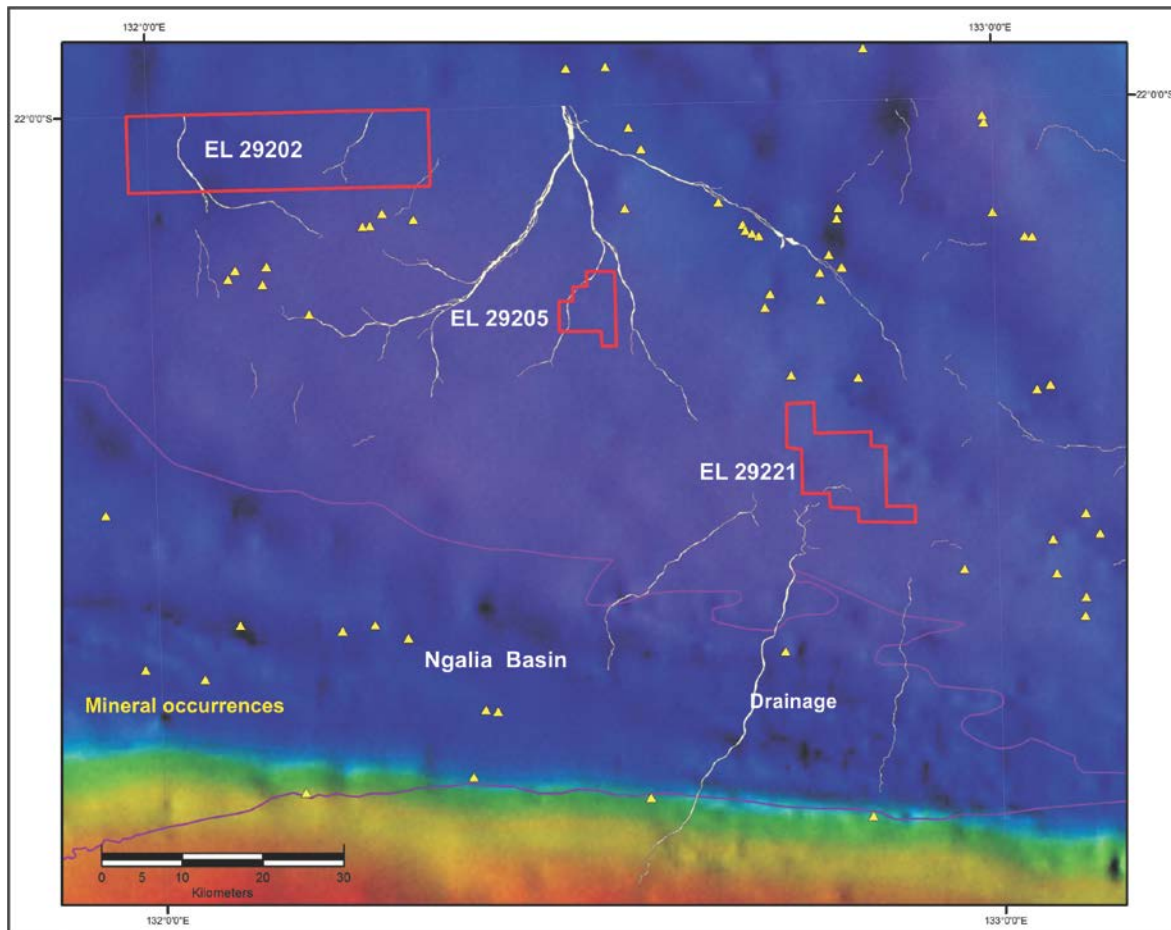 132°0'0"E
133°0'0"E
22°0'0"S
22°0'0"S
EL 29202
EL 29205
EL 29221
Ngalia Basin
Mineral occurrences
Drainage
0 5 10 20 30
Kilometers
132°0'0"E
133°0'0"E